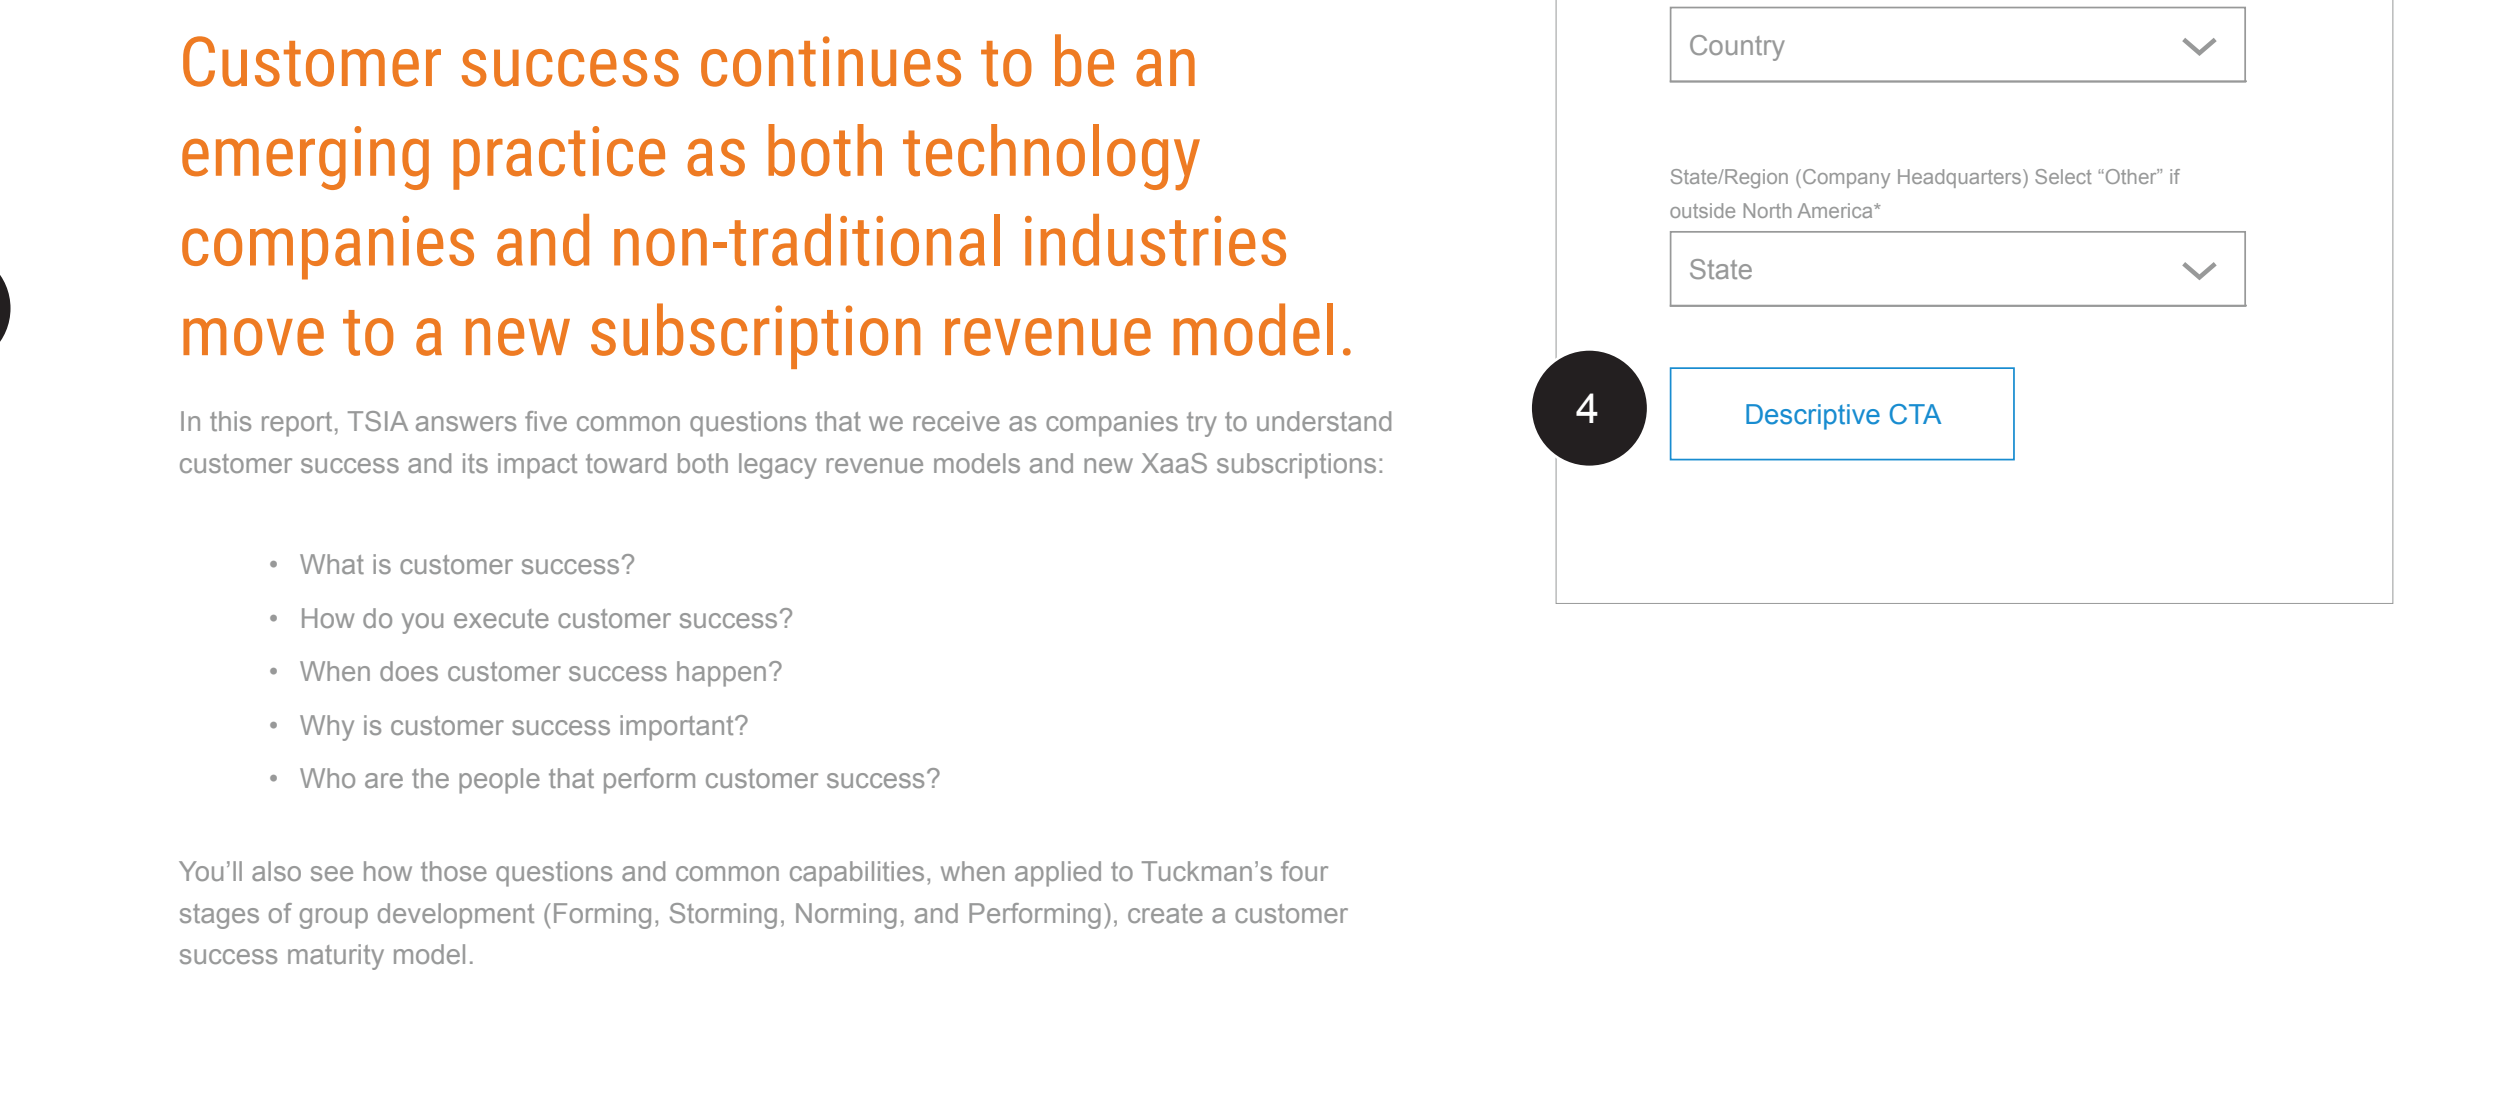 Customer success continues to be an
emerging practice as both technology
companies and non-traditional industries
move to a new subscription revenue model.
In this report, TSIA answers five common questions that we receive as companies try to understand
customer success and its impact toward both legacy revenue models and new XaaS subscriptions:
• What is customer success?
• How do you execute customer success?
• When does customer success happen?
• Why is customer success important?
• Who are the people that perform customer success?
You’ll also see how those questions and common capabilities, when applied to Tuckman’s four
stages of group development (Forming, Storming, Norming, and Performing), create a customer
success maturity model.
Country
State/Region (Company Headquarters) Select “Other” if
outside North America*
State
4
Descriptive CTA